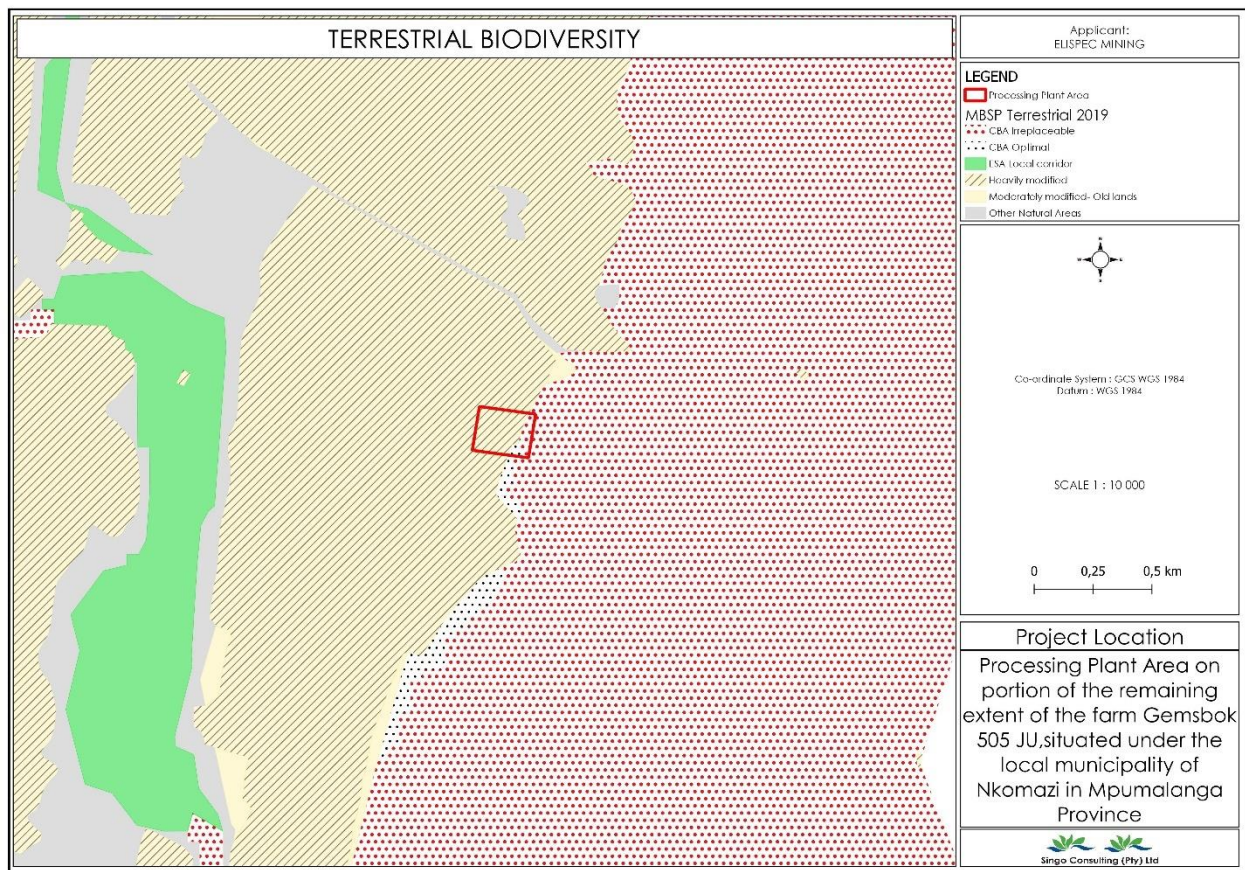 TERRESTRIAL BIODIVERSITY
Applicant:
ELISPEC MINING
LEGEND
Processing Plant Area
MBSP Terrestrial 2019
CBA Irreplaceable
CBA Optimal
ESA Local corridor
Heavily modified
Moderately modified- Old lands
Other Natural Areas
N
W
E
S
Co-ordinate System : GCS WGS 1984
Datum : WGS 1984
SCALE 1 : 10 000
0 0,25 0,5 km
Project Location
Processing Plant Area on
portion of the remaining
extent of the farm Gemsbok
505 JU,situated under the
local municipality of
Nkomazi in Mpumalanga
Province
Singo Consulting (Pty) Ltd